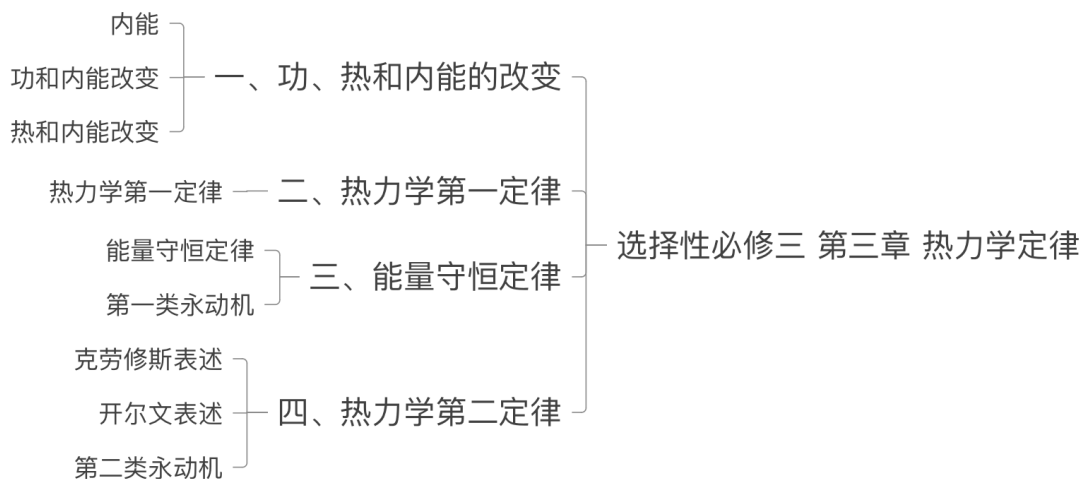 选择性必修三 第三章 热力学定律
一、功、热和内能的改变
内能
功和内能改变
热和内能改变
二、热力学第一定律
热力学第一定律
三、能量守恒定律
能量守恒定律
第一类永动机
四、热力学第二定律
克劳修斯表述
开尔文表述
第二类永动机